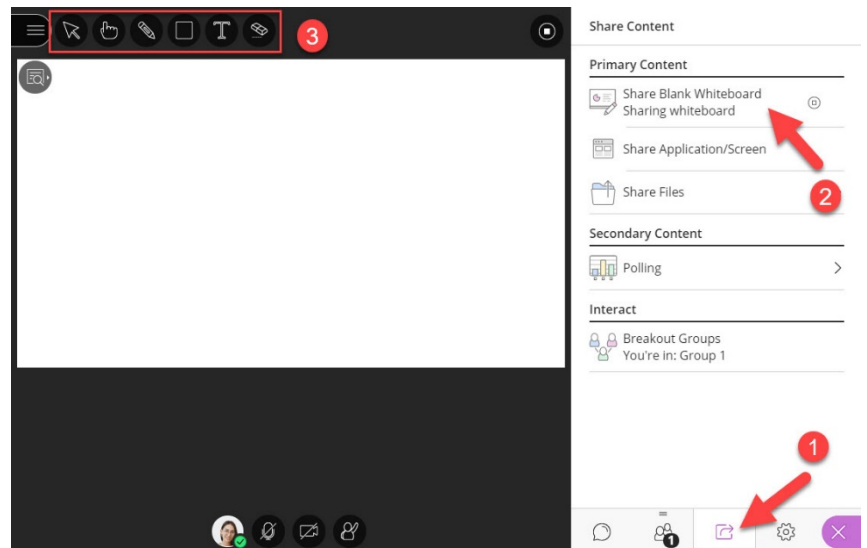 T
3
Share Content
Primary Content
Share Blank Whiteboard
Sharing whiteboard
Share Application/Screen
Share Files
2
Secondary Content
Polling
Interact
Breakout Groups
You're in: Group 1
1
1